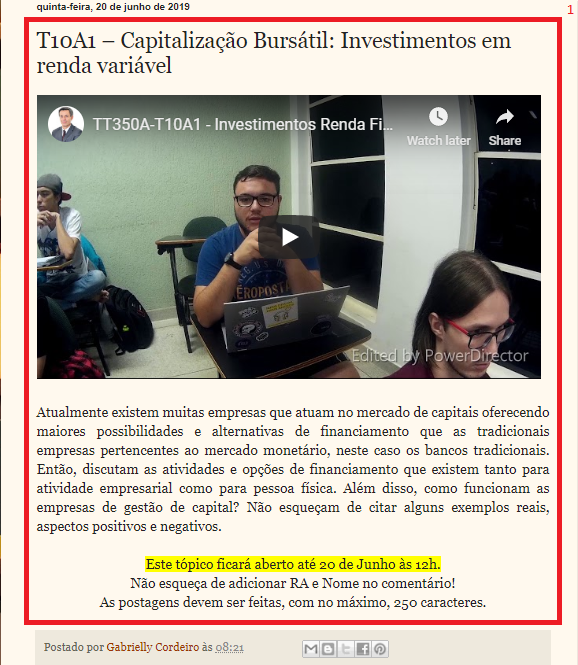 quinta-feira, 20 de junho de 2019
1
T10A1 – Capitalização Bursátil: Investimentos em
renda variável
TT350A-T10A1 - Investimentos Renda Fi...
Watch later
Share
Edited by PowerDirector
Atualmente existem muitas empresas que atuam no mercado de capitais oferecendo
maiores possibilidades e alternativas de financiamento que as tradicionais
empresas pertencentes ao mercado monetário, neste caso os bancos tradicionais.
Então, discutam as atividades e opções de financiamento que existem tanto para
atividade empresarial como para pessoa física. Além disso, como funcionam as
empresas de gestão de capital? Não esqueçam de citar alguns exemplos reais,
aspectos positivos e negativos.
Este tópico ficará aberto até 20 de Junho às 12h.
Não esqueça de adicionar RA e Nome no comentário!
As postagens devem ser feitas, com no máximo, 250 caracteres.
Postado por Gabrielly Cordeiro às 08:21